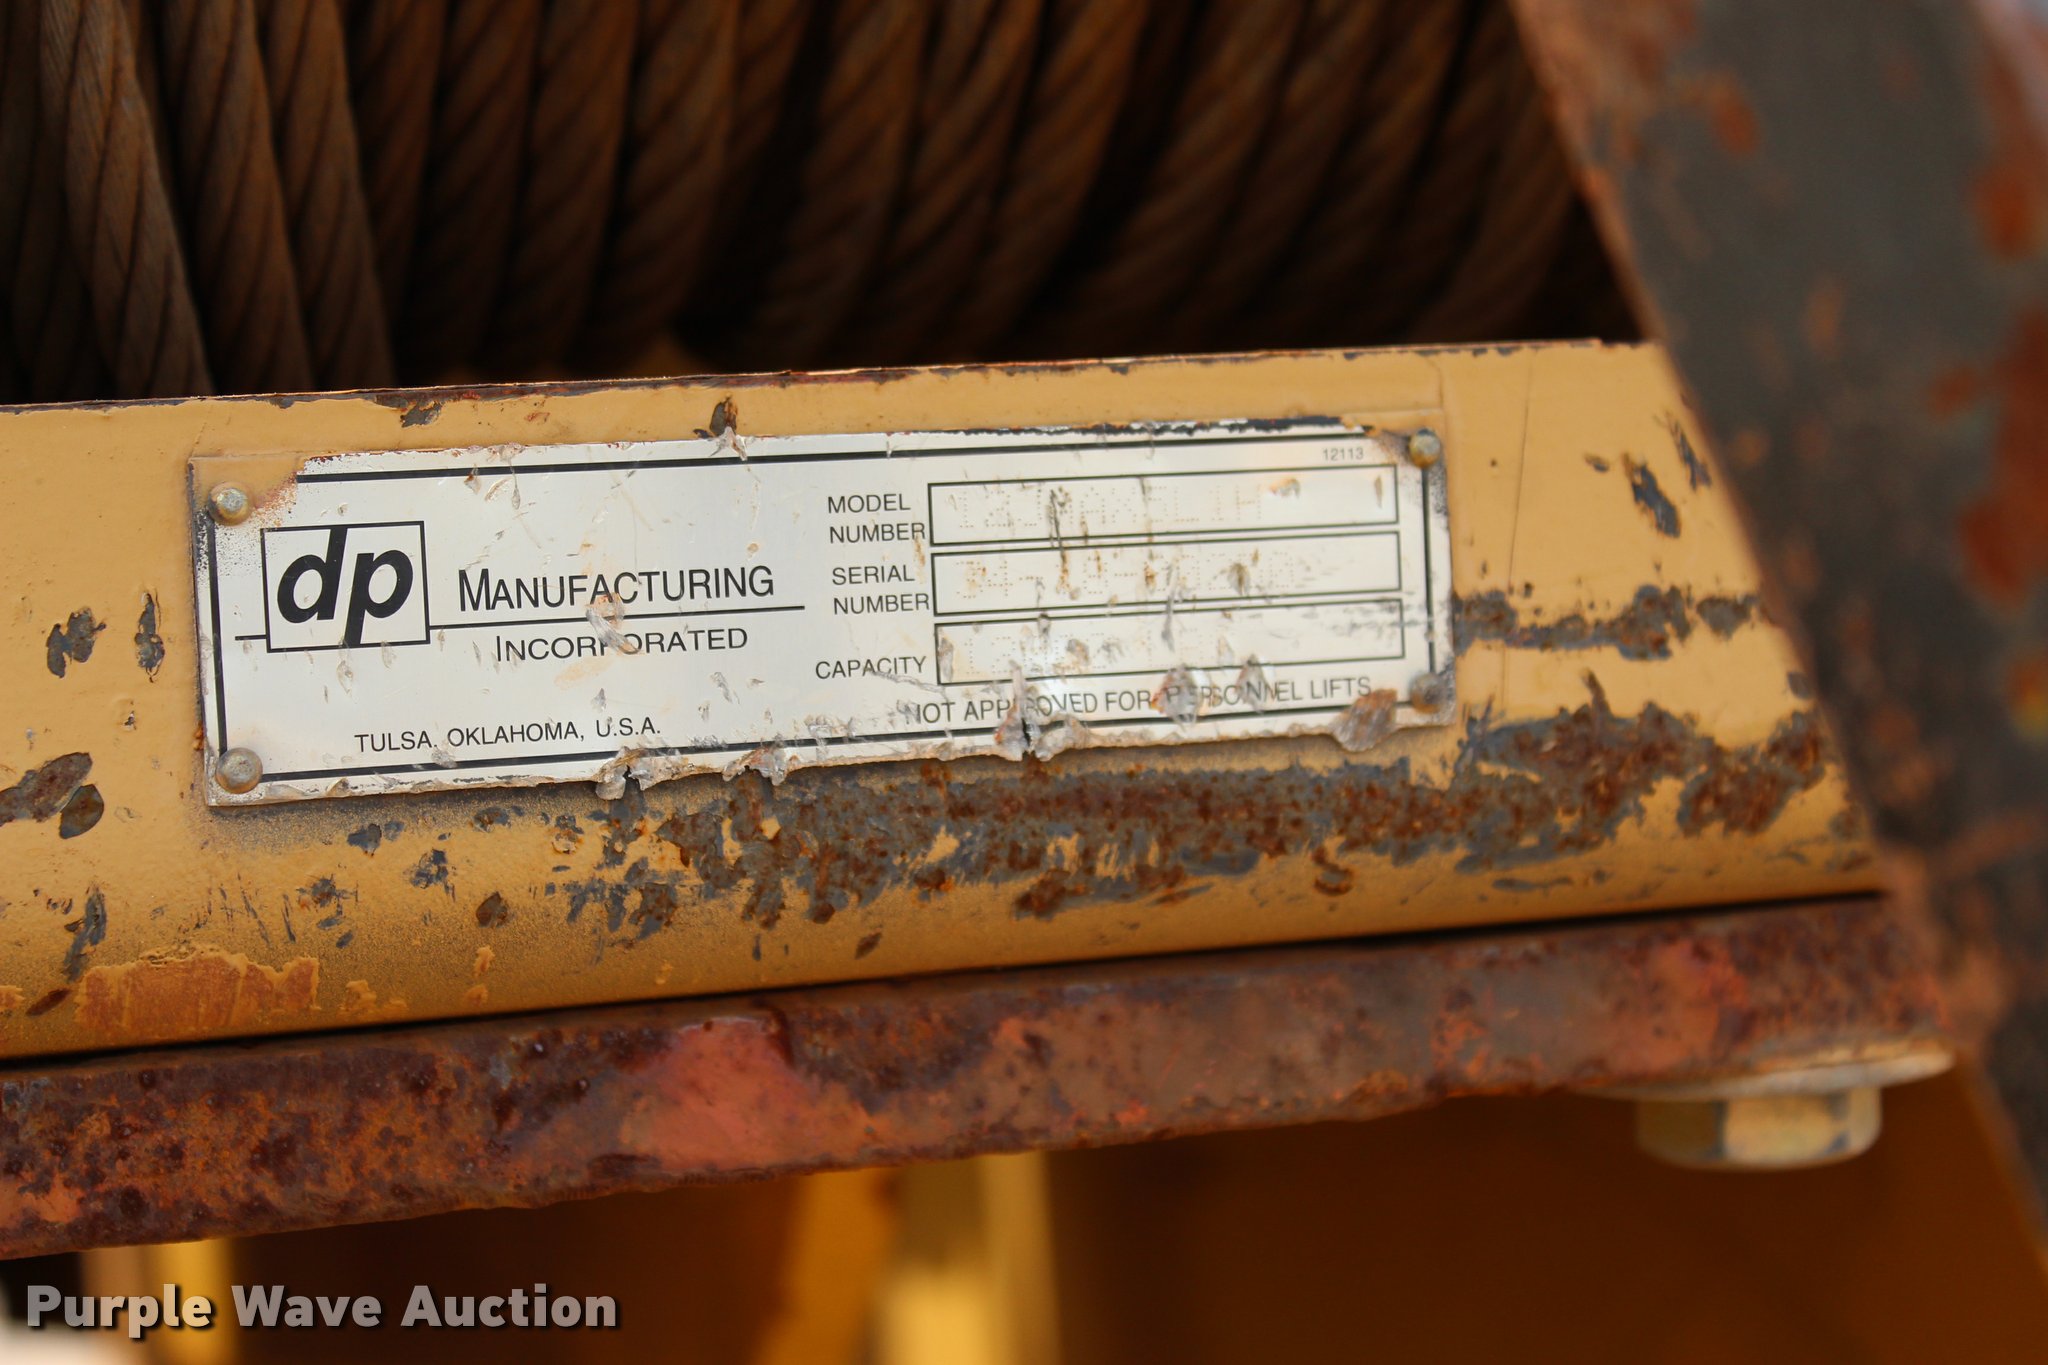 12113
dp
MANUFACTURING
INCORPORATED
TULSA, OKLAHOMA, U.S.A.
MODEL
NUMBER
SERIAL
NUMBER
CAPACITY
NOT APPROVED FOR PERSONNEL LIFTS
Purple Wave Auction